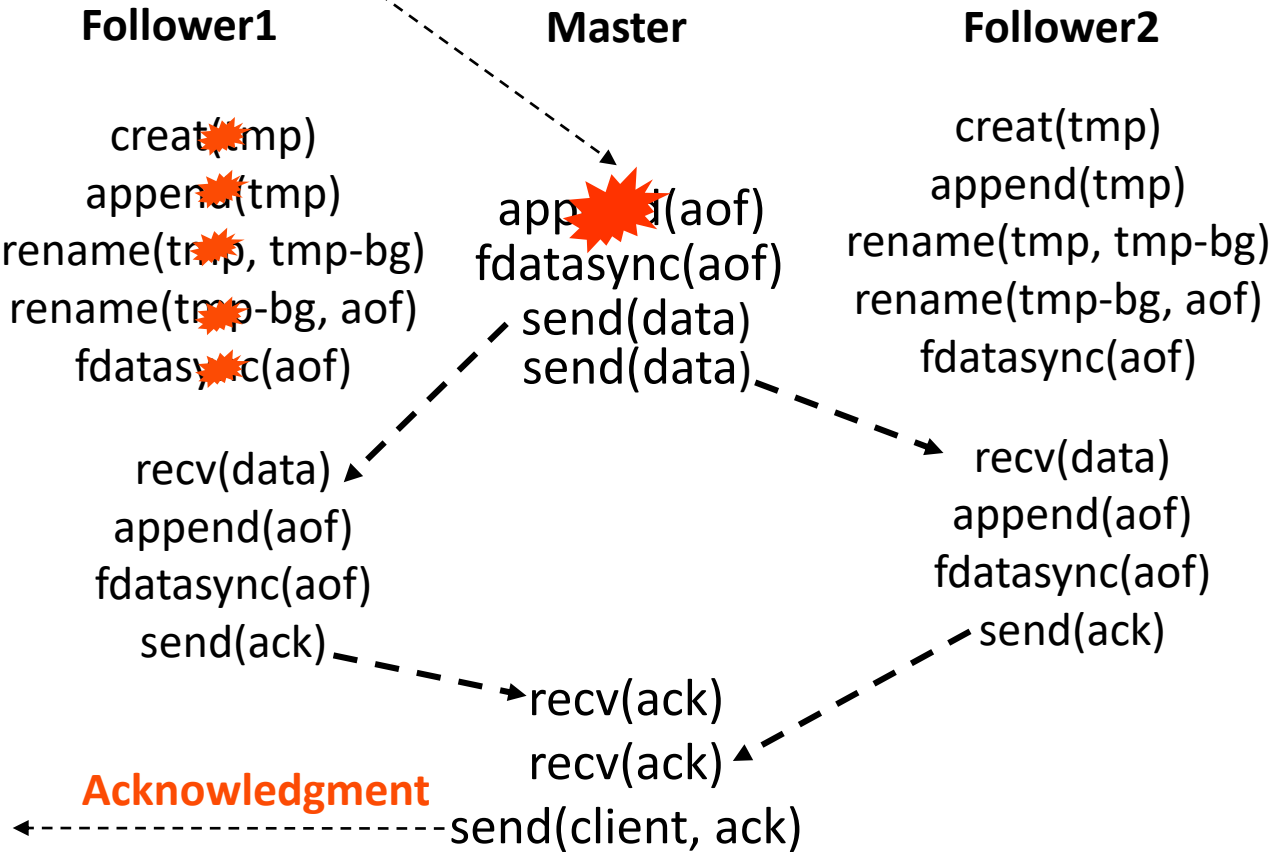 Follower1
creat(tmp)
append(tmp)
rename(tmp, tmp-bg)
rename(tmp-bg, aof)
fdatasync(aof)
recv(data)
append(aof)
fdatasync(aof)
send(ack)
Master
append(aof)
fdatasync(aof)
send(data)
send(data)
recv(ack)
recv(ack)
send(client, ack)
Follower2
creat(tmp)
append(tmp)
rename(tmp, tmp-bg)
rename(tmp-bg, aof)
fdatasync(aof)
recv(data)
append(aof)
fdatasync(aof)
send(ack)
Acknowledgment